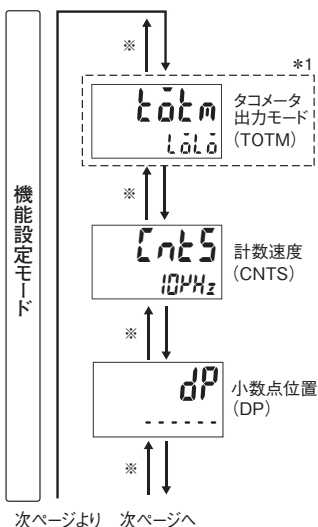 ※
*1
totm
LoLo
タコメータ
出力モード
(TOTM)
※
CntS
10kHz
計数速度
(CNTS)
※
dP
------
小数点位置
(DP)
※
機能設定モード
次ページより 次ページへ